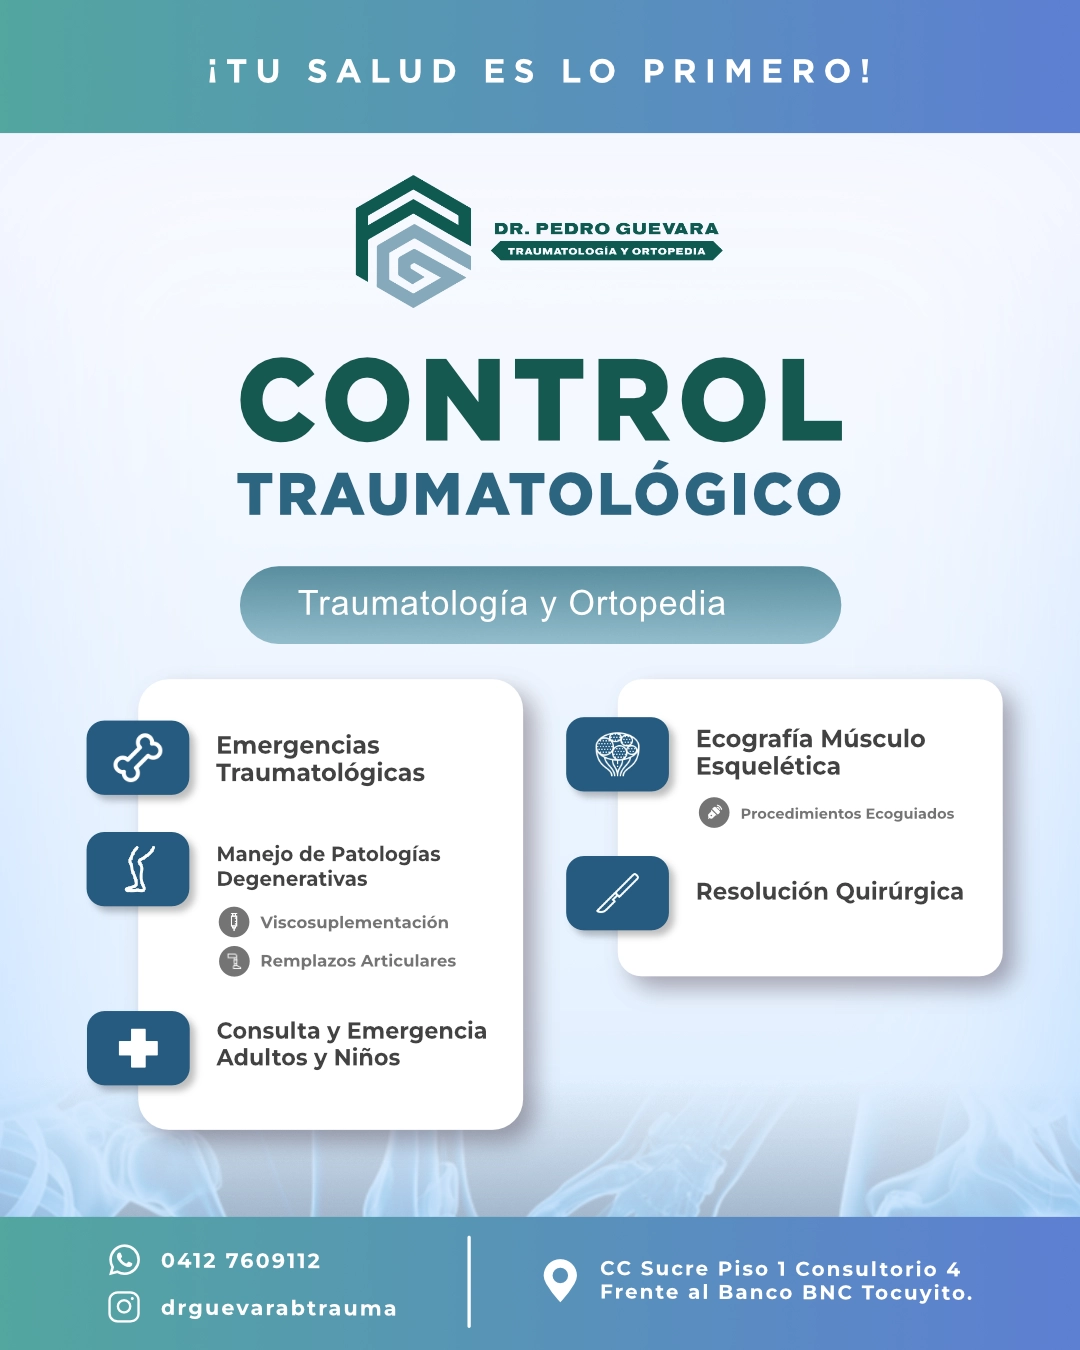 ¡TU SALUD ES LO PRIMERO!
DR. PEDRO GUEVARA
TRAUMATOLOGÍA Y ORTOPEDIA
CONTROL
TRAUMATOLÓGICO
Traumatología y Ortopedia
Emergencias
Traumatológicas
Manejo de Patologías
Degenerativas
Viscosuplementación
Remplazos Articulares
Consulta y Emergencia
Adultos y Niños
Ecografía Músculo
Esquelética
Procedimientos Ecoguiados
Resolución Quirúrgica
0412 7609112
drguevarabtrauma
CC Sucre Piso 1 Consultorio 4
Frente al Banco BNC Tocuyito.